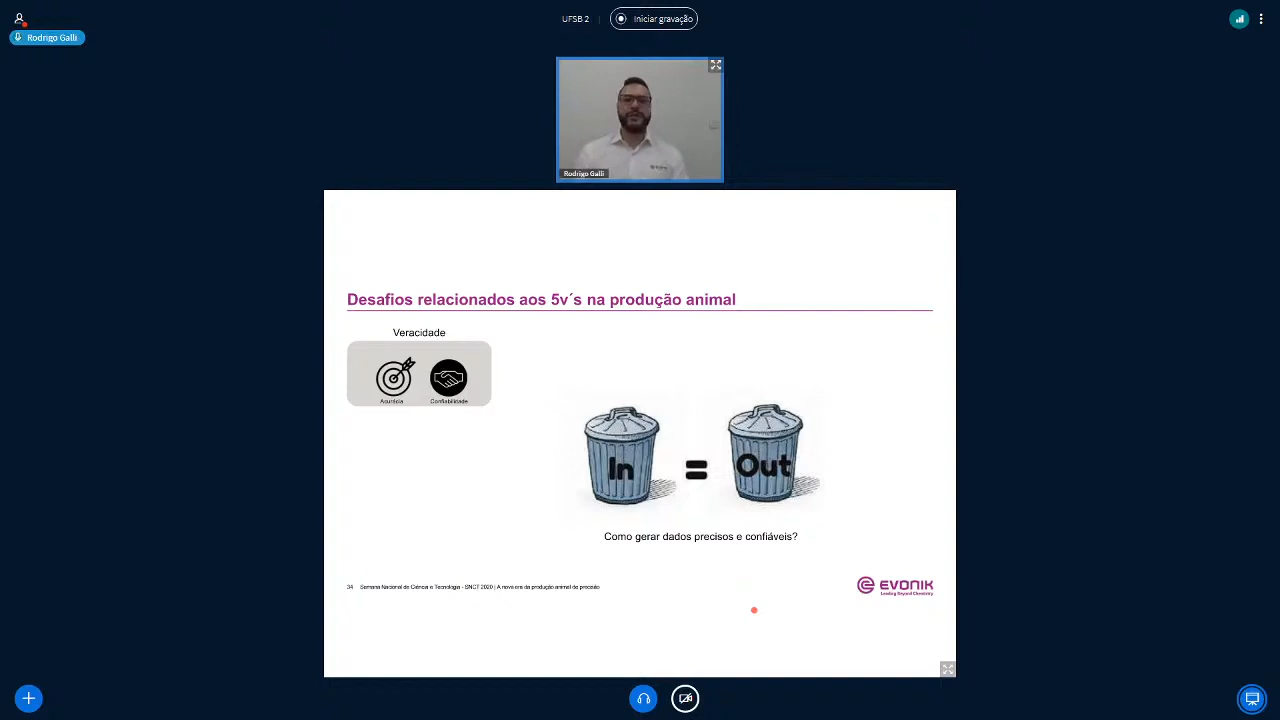 UFSB 2
Iniciar gravação
Rodrigo Galli
Rodrigo Galli
Desafios relacionados aos 5v´s na produção animal
Veracidade
Acurácia
Confiabilidade
In = Out
Como gerar dados precisos e confiáveis?
34 Semana Nacional de Ciência e Tecnologia - SNCT 2020 | A nova era da produção animal de precisão
EVONIK
Leading Beyond Chemistry